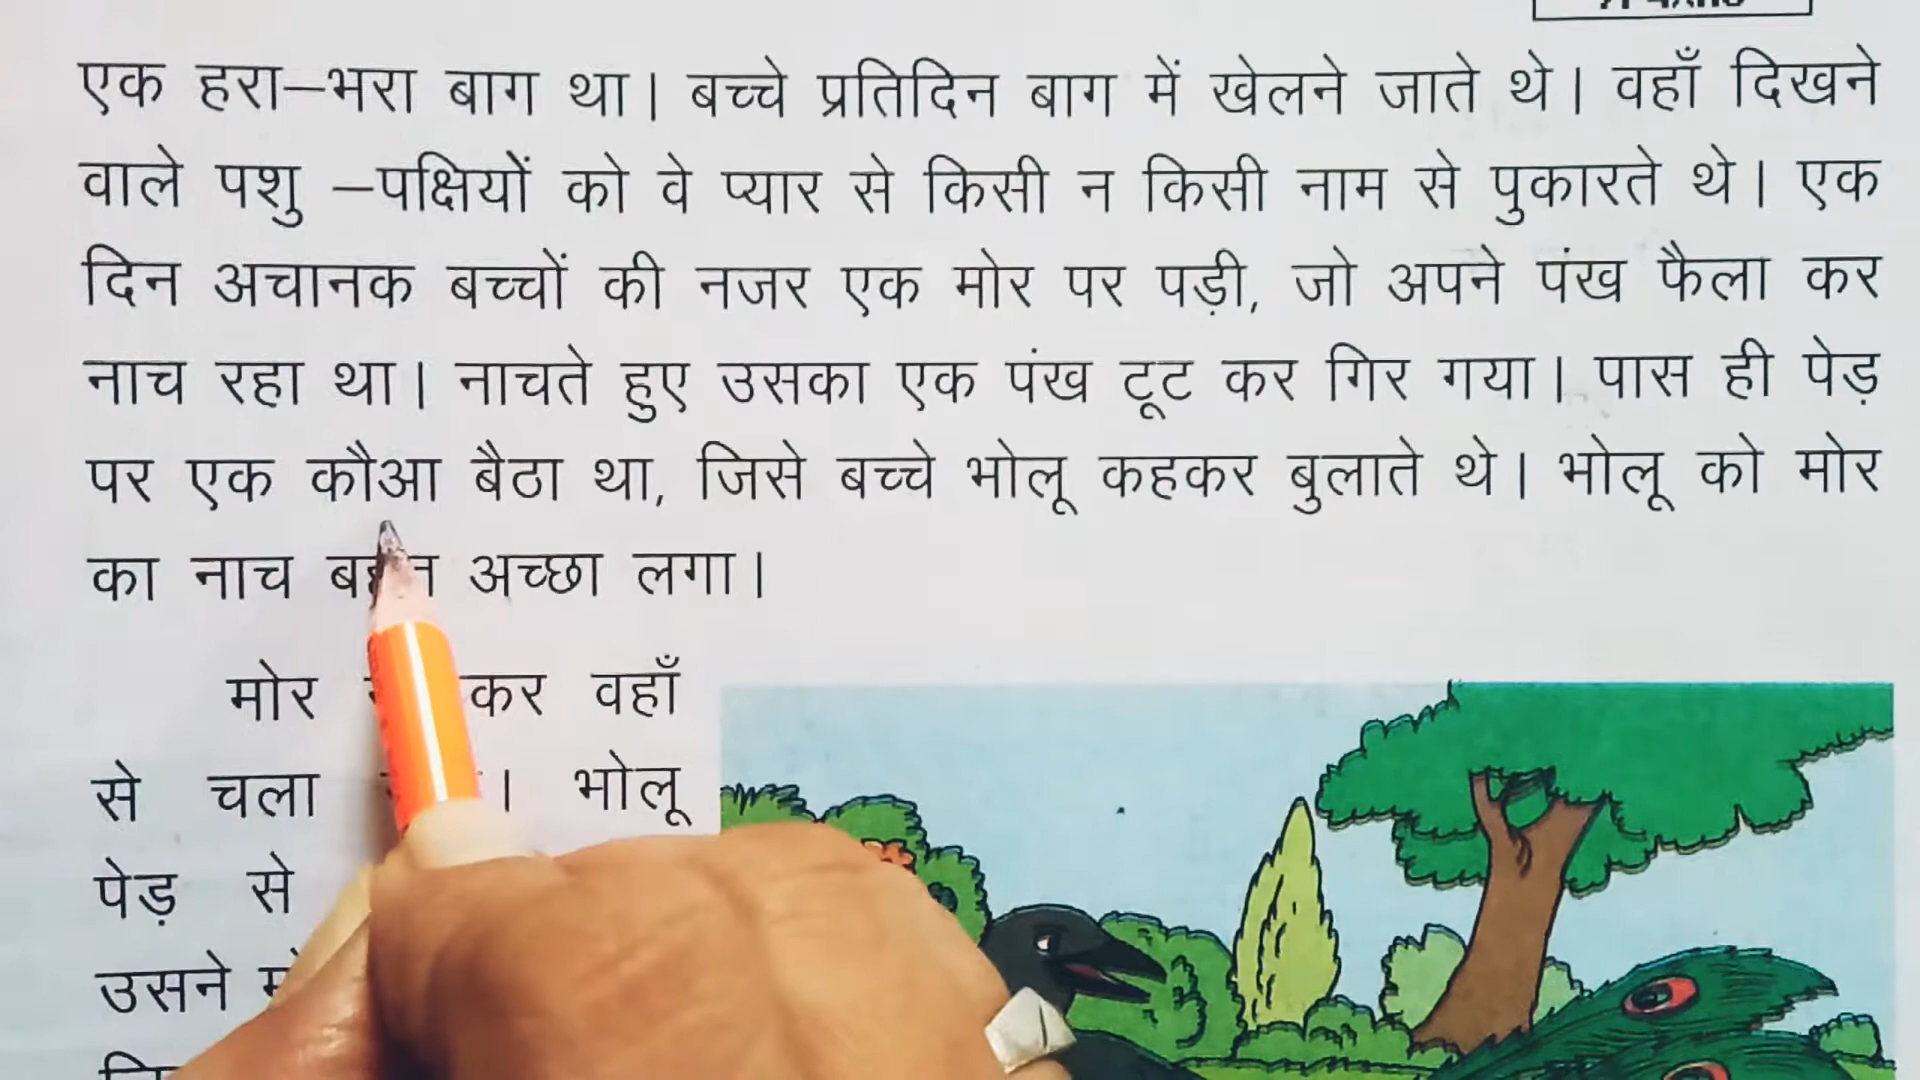 एक हरा–भरा बाग था। बच्चे प्रतिदिन बाग में खेलने जाते थे। वहाँ दिखने
वाले पशु –पक्षियों को वे प्यार से किसी न किसी नाम से पुकारते थे। एक
दिन अचानक बच्चों की नजर एक मोर पर पड़ी, जो अपने पंख फैला कर
नाच रहा था। नाचते हुए उसका एक पंख टूट कर गिर गया। पास ही पेड़
पर एक कौआ बैठा था, जिसे बच्चे भोलू कहकर बुलाते थे। भोलू को मोर
का नाच अच्छा लगा।
मोर कर वहाँ
से चला । भोलू
पेड़ से
उसने